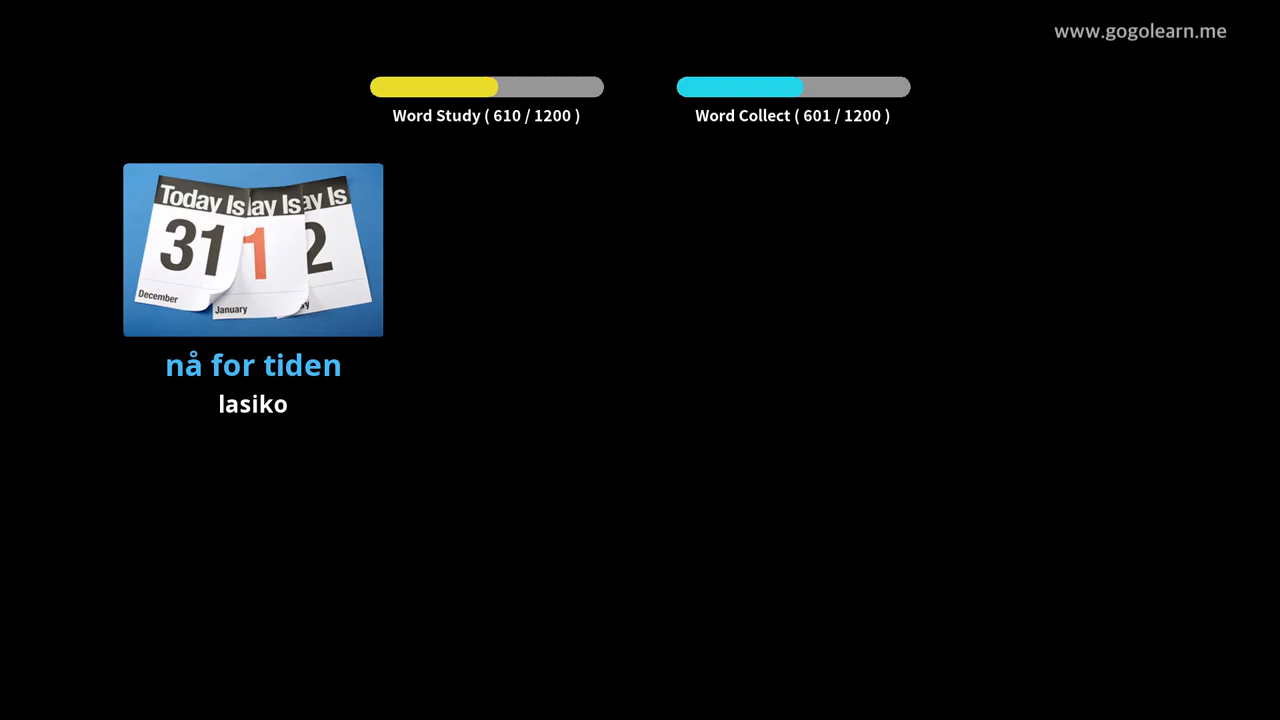 www.gogolearn.me
Word Study ( 610 / 1200 )
Word Collect ( 601 / 1200 )
Today Is
ay Is
ay Is
31
1
2
December
January
ry
nå for tiden
lasiko